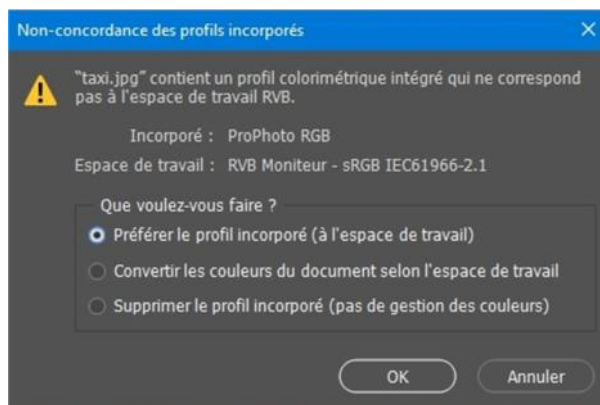 Non-concordance des profils incorporés
"taxi.jpg" contient un profil colorimétrique intégré qui ne correspond
pas à l'espace de travail RVB.
Incorporé : ProPhoto RGB
Espace de travail : RVB Moniteur - sRGB IEC61966-2.1
Que voulez-vous faire ?
Préférer le profil incorporé (à l'espace de travail)
Convertir les couleurs du document selon l'espace de travail
Supprimer le profil incorporé (pas de gestion des couleurs)
OK Annuler